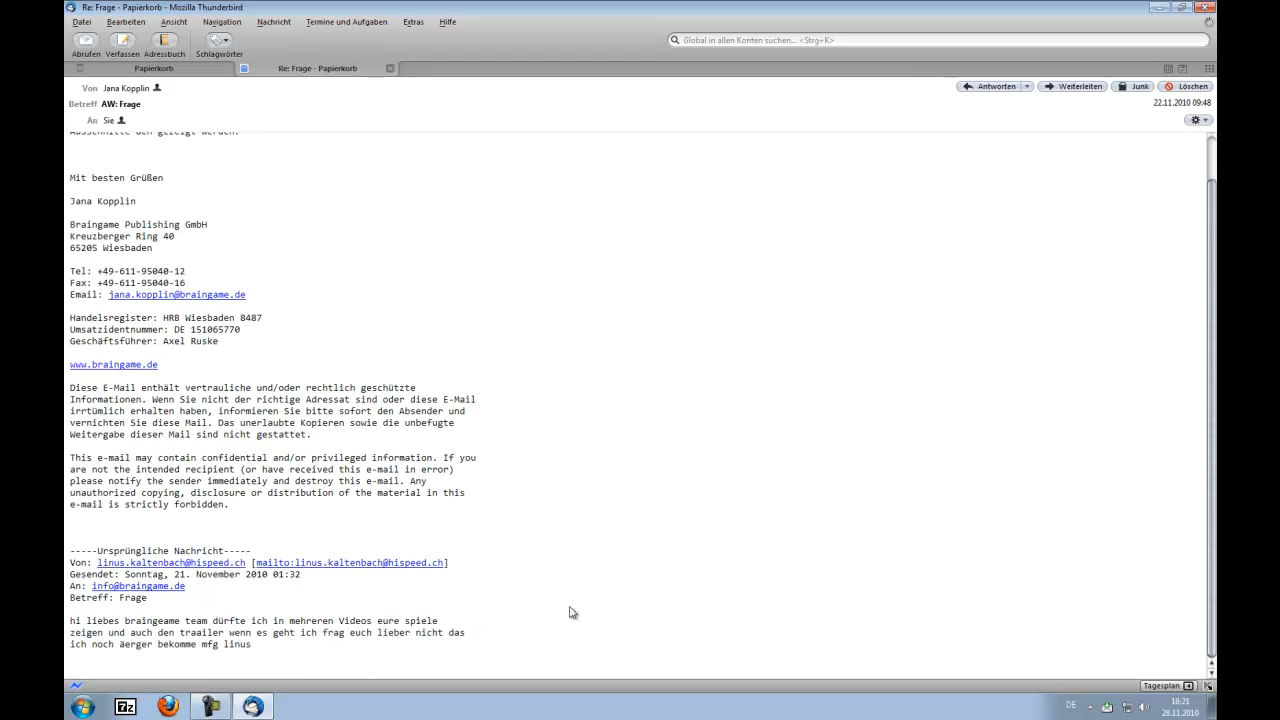 Re: Frage - Papierkorb - Mozilla Thunderbird
Datei Bearbeiten Ansicht Navigation Nachricht Termine und Aufgaben Extras Hilfe
Abrufen Verfassen Adressbuch Schlagwörter
Global in allen Konten suchen... <Strg+K>
Papierkorb Re: Frage - Papierkorb
Von Jana Kopplin
Antworten Weiterleiten Junk Löschen
Betreff AW: Frage
22.11.2010 09:48
An Sie
Ausschnitte den gezeigt werden.
Mit besten Grüßen
Jana Kopplin
Braingame Publishing GmbH
Kreuzberger Ring 40
65205 Wiesbaden
Tel: +49-611-95040-12
Fax: +49-611-95040-16
Email: jana.kopplin@braingame.de
Handelsregister: HRB Wiesbaden 8487
Umsatzidentnummer: DE 151065770
Geschäftsführer: Axel Ruske
www.braingame.de
Diese E-Mail enthält vertrauliche und/oder rechtlich geschützte
Informationen. Wenn Sie nicht der richtige Adressat sind oder diese E-Mail
irrtümlich erhalten haben, informieren Sie bitte sofort den Absender und
vernichten Sie diese Mail. Das unerlaubte Kopieren sowie die unbefugte
Weitergabe dieser Mail sind nicht gestattet.
This e-mail may contain confidential and/or privileged information. If you
are not the intended recipient (or have received this e-mail in error)
please notify the sender immediately and destroy this e-mail. Any
unauthorized copying, disclosure or distribution of the material in this
e-mail is strictly forbidden.
-----Ursprüngliche Nachricht-----
Von: linus.kaltenbach@hispeed.ch [mailto:linus.kaltenbach@hispeed.ch]
Gesendet: Sonntag, 21. November 2010 01:32
An: info@braingame.de
Betreff: Frage
hi liebes braingeame team dürfte ich in mehreren Videos eure spiele
zeigen und auch den traailer wenn es geht ich frag euch lieber nicht das
ich noch äerger bekomme mfg linus
Tagesplan
7z
DE
18:21
28.11.2010